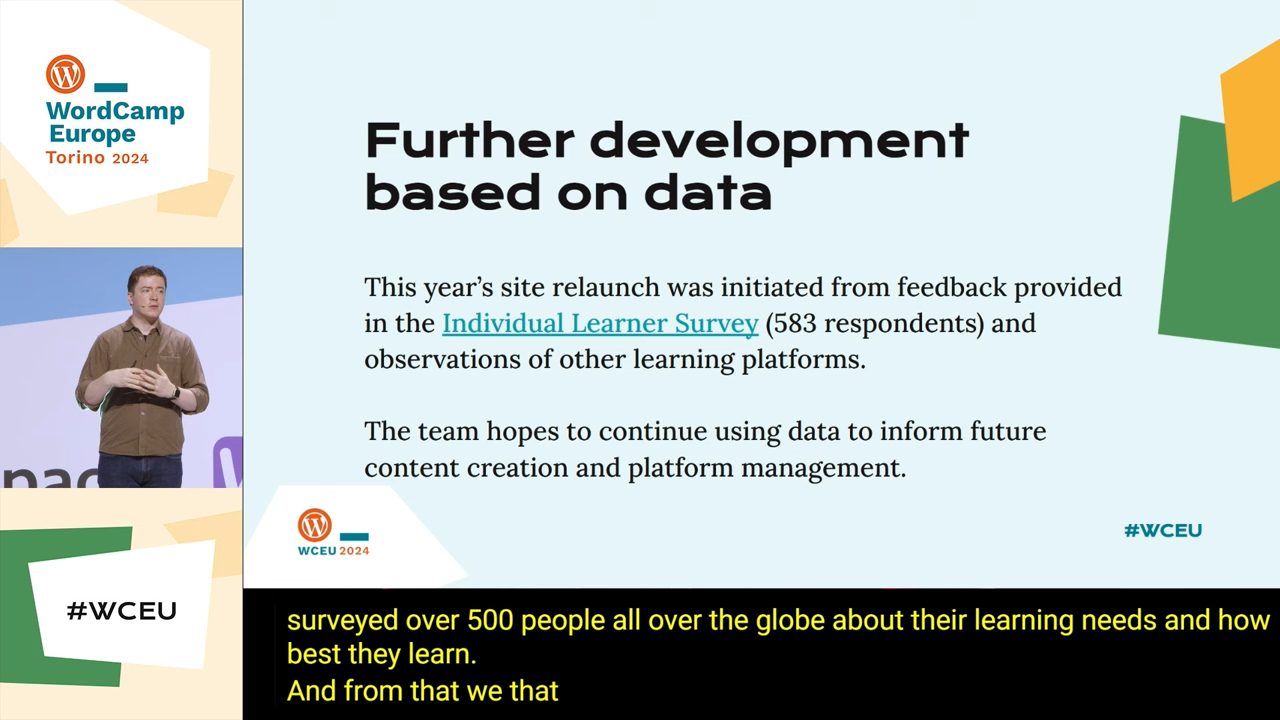 WordCamp
Europe
Torino 2024
#WCEU
Further development
based on data
This year’s site relaunch was initiated from feedback provided
in the Individual Learner Survey (583 respondents) and
observations of other learning platforms.
The team hopes to continue using data to inform future
content creation and platform management.
WCEU 2024
#WCEU
surveyed over 500 people all over the globe about their learning needs and how
best they learn.
And from that we that